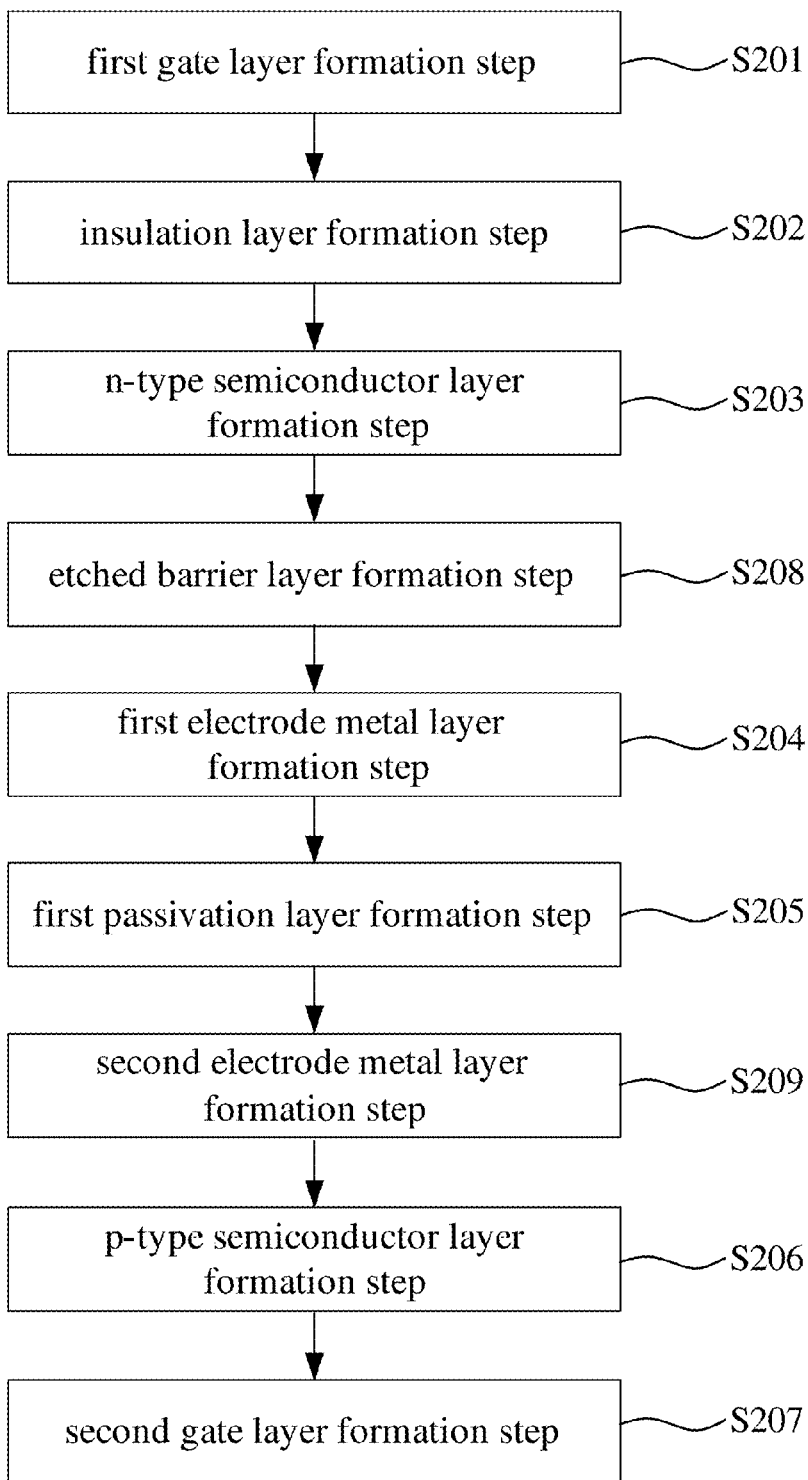 first gate layer formation step
S201
insulation layer formation step
S202
n-type semiconductor layer
formation step
S203
etched barrier layer formation step
S208
first electrode metal layer
formation step
S204
first passivation layer formation step
S205
second electrode metal layer
formation step
S209
p-type semiconductor layer
formation step
S206
second gate layer formation step
S207